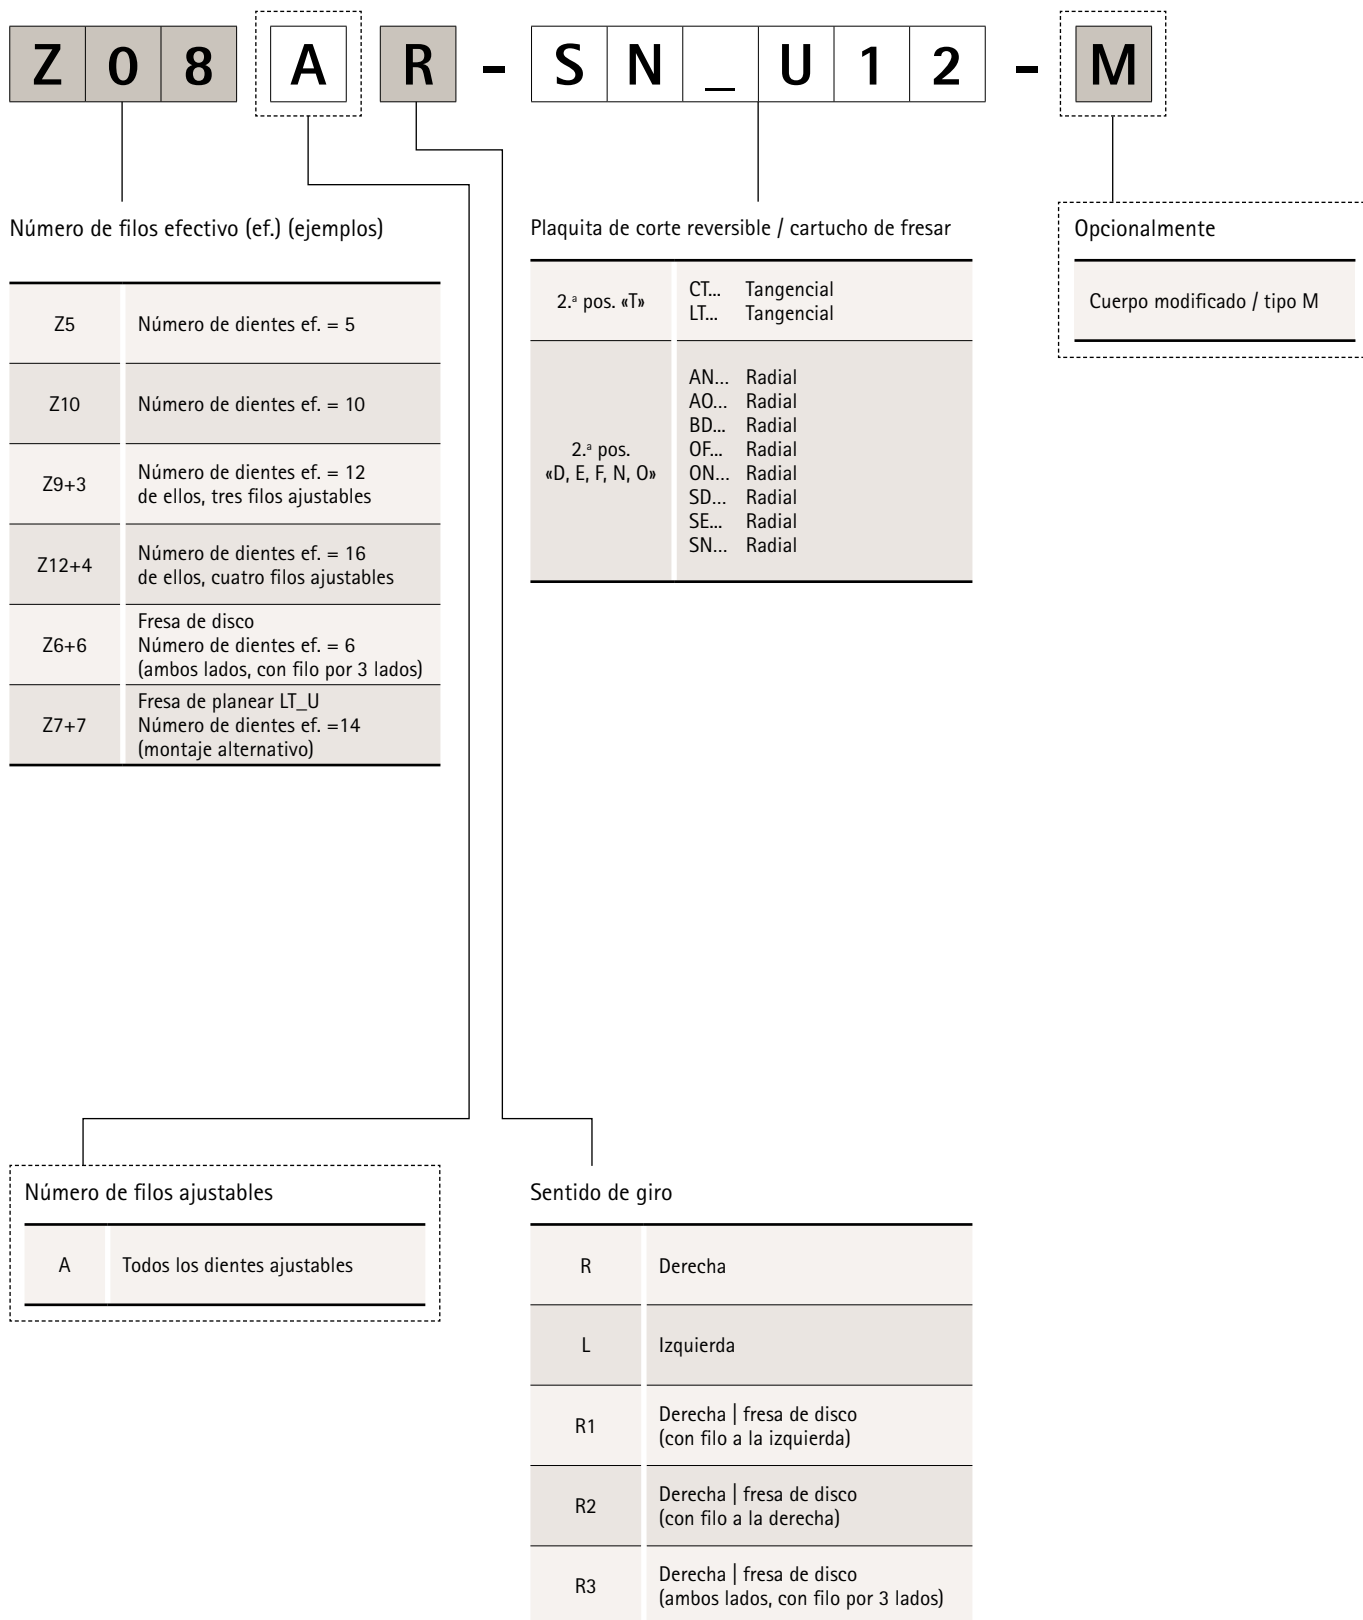 Z 0 8 A R - S N _ U 1 2 - M
Número de filos efectivo (ef.) (ejemplos)
Z5 Número de dientes ef. = 5
Z10 Número de dientes ef. = 10
Z9+3 Número de dientes ef. = 12
de ellos, tres filos ajustables
Z12+4 Número de dientes ef. = 16
de ellos, cuatro filos ajustables
Z6+6 Fresa de disco
Número de dientes ef. = 6
(ambos lados, con filo por 3 lados)
Z7+7 Fresa de planear LT_U
Número de dientes ef. =14
(montaje alternativo)
Plaquita de corte reversible / cartucho de fresar
2.ª pos. «T» CT... Tangencial
LT... Tangencial
2.ª pos.
«D, E, F, N, O»
AN... Radial
AO... Radial
BD... Radial
OF... Radial
ON... Radial
SD... Radial
SE... Radial
SN... Radial
Opcionalmente
Cuerpo modificado / tipo M
Número de filos ajustables
A Todos los dientes ajustables
Sentido de giro
R Derecha
L Izquierda
R1 Derecha | fresa de disco
(con filo a la izquierda)
R2 Derecha | fresa de disco
(con filo a la derecha)
R3 Derecha | fresa de disco
(ambos lados, con filo por 3 lados)